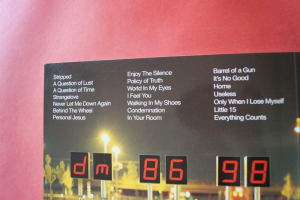 Stripped
A Question of Lust
A Question of Time
Strangelove
Never Let Me Down Again
Behind The Wheel
Personal Jesus
Enjoy The Silence
Policy of Truth
World In My Eyes
I Feel You
Walking In My Shoes
Condemnation
In Your Room
Barrel of a Gun
It's No Good
Home
Useless
Only When I Lose Myself
Little 15
Everything Counts
dm 86 98